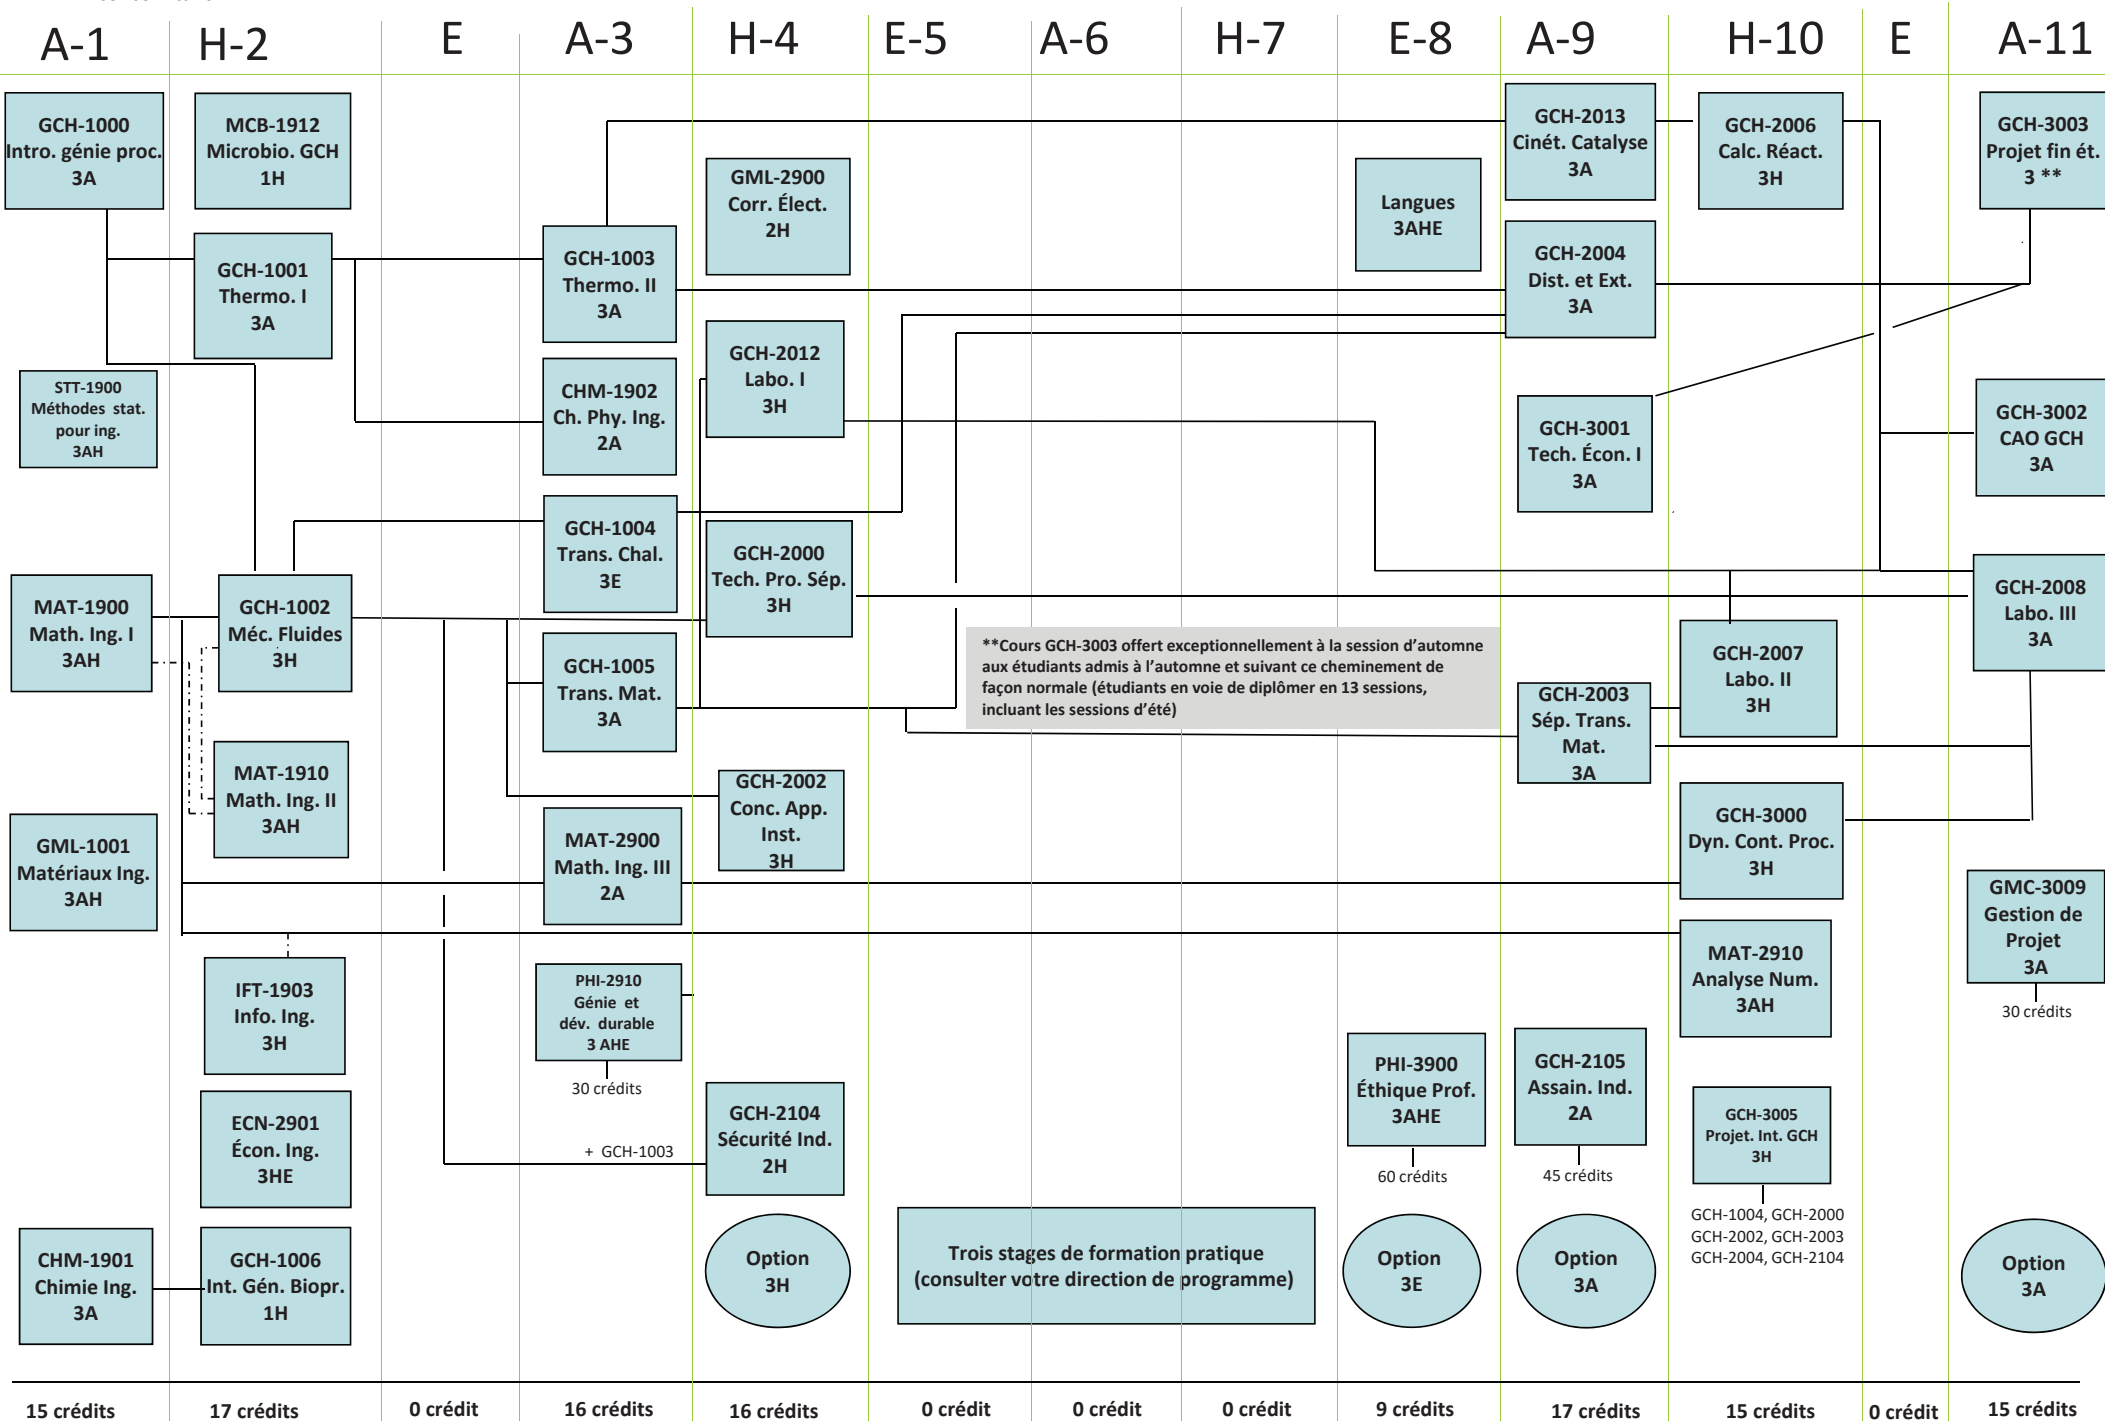 A-1
H-2
E
A-3
H-4
E-5
A-6
H-7
E-8
A-9
H-10
E
A-11
GCH-1000
Intro. génie proc.
3A
STT-1900
Méthodes stat.
pour ing.
3AH
MAT-1900
Math. Ing. I
3AH
GML-1001
Matériaux Ing.
3AH
CHM-1901
Chimie Ing.
3A
MCB-1912
Microbio. GCH
1H
GCH-1001
Thermo. I
3A
GCH-1002
Méc. Fluides
3H
MAT-1910
Math. Ing. II
3AH
IFT-1903
Info. Ing.
3H
ECN-2901
Écon. Ing.
3HE
GCH-1006
Int. Gén. Biopr.
1H
GCH-1003
Thermo. II
3A
CHM-1902
Ch. Phy. Ing.
2A
GCH-1004
Trans. Chal.
3E
GCH-1005
Trans. Mat.
3A
MAT-2900
Math. Ing. III
2A
PHI-2910
Génie et
dév. durable
3 AHE
30 crédits
+ GCH-1003
GML-2900
Corr. Élect.
2H
GCH-2012
Labo. I
3H
GCH-2000
Tech. Pro. Sép.
3H
GCH-2002
Conc. App.
Inst.
3H
GCH-2104
Sécurité Ind.
2H
Option
3H
**Cours GCH-3003 offert exceptionnellement à la session d’automne
aux étudiants admis à l’automne et suivant ce cheminement de
façon normale (étudiants en voie de diplômer en 13 sessions,
incluant les sessions d’été)
Trois stages de formation pratique
(consulter votre direction de programme)
Langues
3AHE
PHI-3900
Éthique Prof.
3AHE
60 crédits
Option
3E
GCH-2013
Cinét. Catalyse
3A
GCH-2004
Dist. et Ext.
3A
GCH-3001
Tech. Écon. I
3A
GCH-2003
Sép. Trans.
Mat.
3A
GCH-2105
Assain. Ind.
2A
45 crédits
Option
3A
GCH-2006
Calc. Réact.
3H
GCH-2007
Labo. II
3H
GCH-3000
Dyn. Cont. Proc.
3H
MAT-2910
Analyse Num.
3AH
GCH-3005
Projet. Int. GCH
3H
GCH-1004, GCH-2000
GCH-2002, GCH-2003
GCH-2004, GCH-2104
GCH-3003
Projet fin ét.
3 **
GCH-3002
CAO GCH
3A
GCH-2008
Labo. III
3A
GMC-3009
Gestion de
Projet
3A
30 crédits
Option
3A
15 crédits
17 crédits
0 crédit
16 crédits
16 crédits
0 crédit
0 crédit
0 crédit
9 crédits
17 crédits
15 crédits
0 crédit
15 crédits